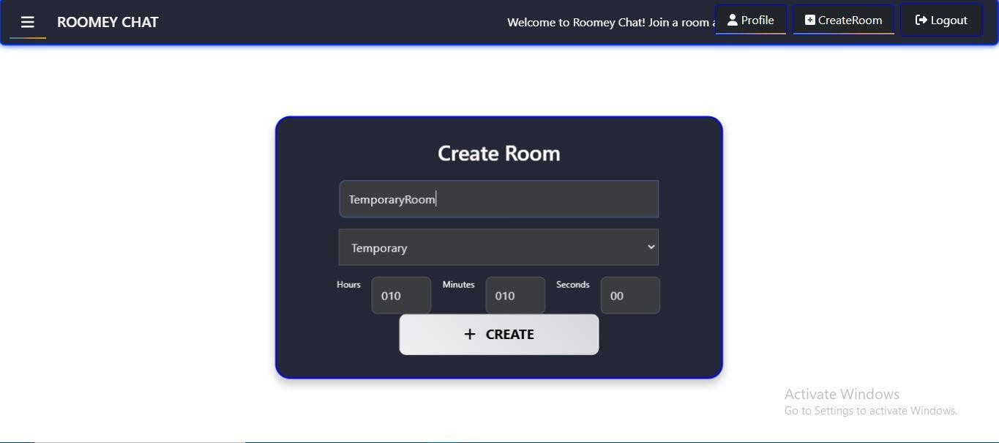 ROOMEY CHAT
Welcome to Roomey Chat! Join a room a
Profile
CreateRoom
Logout
Create Room
TemporaryRoom
Temporary
Hours 010 Minutes 010 Seconds 00
+ CREATE
Activate Windows
Go to Settings to activate Windows.